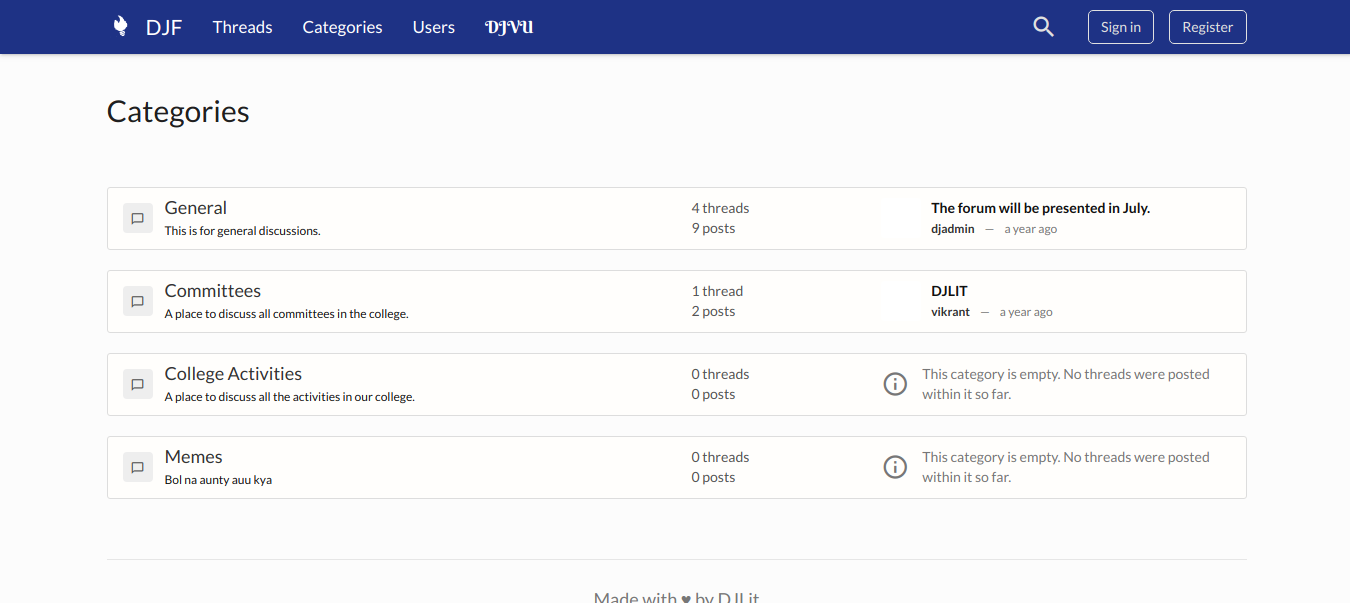 DJF Threads Categories Users DJVU Sign in Register
Categories
General
This is for general discussions.
4 threads
9 posts
The forum will be presented in July.
djadmin — a year ago
Committees
A place to discuss all committees in the college.
1 thread
2 posts
DJLIT
vikrant — a year ago
College Activities
A place to discuss all the activities in our college.
0 threads
0 posts
This category is empty. No threads were posted
within it so far.
Memes
Bol na aunty auu kya
0 threads
0 posts
This category is empty. No threads were posted
within it so far.
Made with ♥ by DJLit